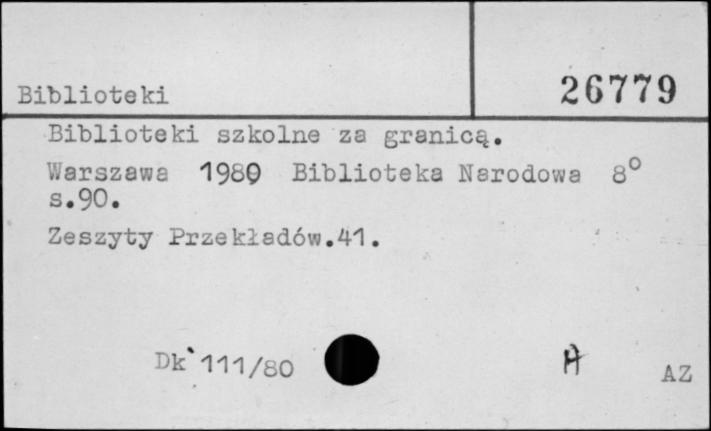 Biblioteki
26779
Biblioteki szkolne za granicą.
Warszawa 1980 Biblioteka Narodowa 8°
s.90.
Zeszyty Przekładów.41.
Dk 111/80
AZ